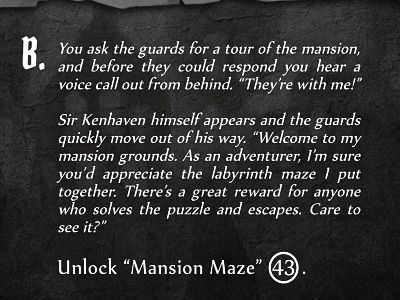 B. You ask the guards for a tour of the mansion,
and before they could respond you hear a
voice call out from behind. “They’re with me!”
Sir Kenhaven himself appears and the guards
quickly move out of his way. “Welcome to my
mansion grounds. As an adventurer, I’m sure
you’d appreciate the labyrinth maze I put
together. There’s a great reward for anyone
who solves the puzzle and escapes. Care to
see it?”
Unlock “Mansion Maze” 43.